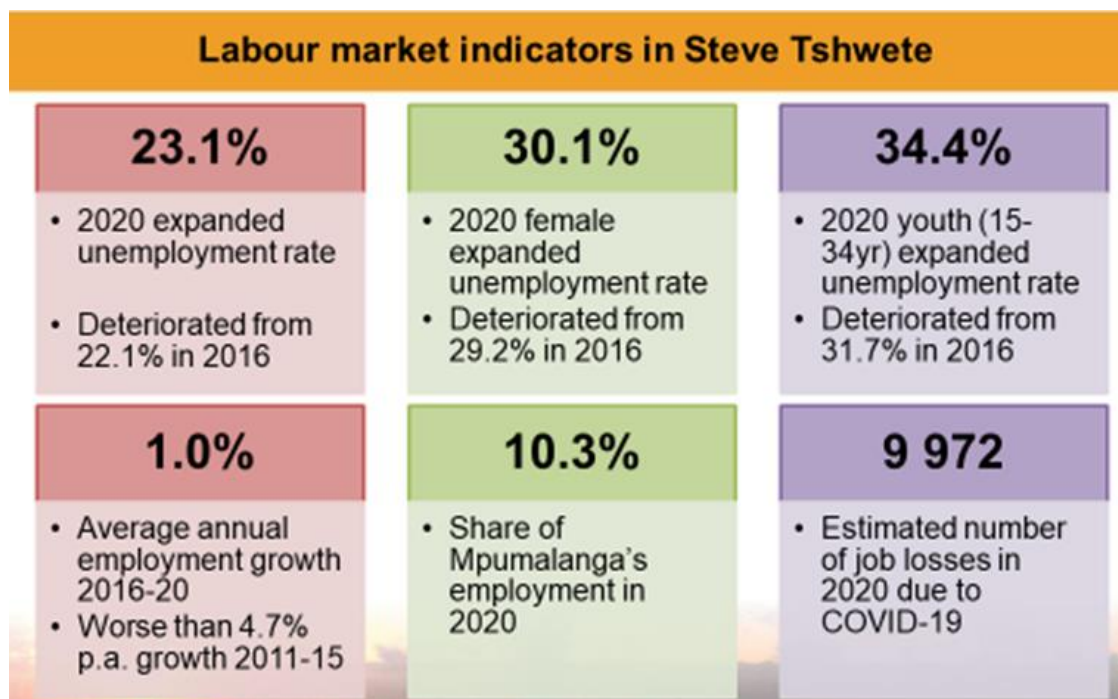 Labour market indicators in Steve Tshwete
23.1%
• 2020 expanded
unemployment rate
• Deteriorated from
22.1% in 2016
30.1%
• 2020 female
expanded
unemployment rate
• Deteriorated from
29.2% in 2016
34.4%
• 2020 youth (15-
34yr) expanded
unemployment rate
• Deteriorated from
31.7% in 2016
1.0%
• Average annual
employment growth
2016-20
• Worse than 4.7%
p.a. growth 2011-15
10.3%
• Share of
Mpumalanga’s
employment in
2020
9 972
• Estimated number
of job losses in
2020 due to
COVID-19